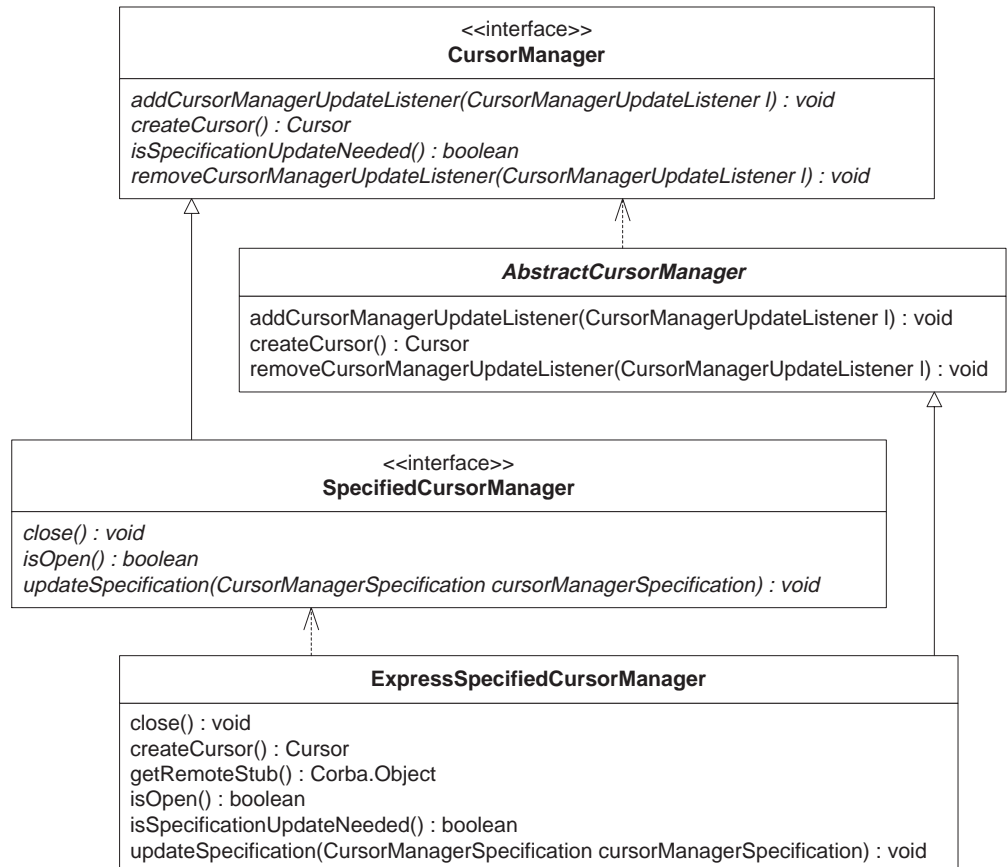 <<interface>>
CursorManager
addCursorManagerUpdateListener(CursorManagerUpdateListener l) : void
createCursor() : Cursor
isSpecificationUpdateNeeded() : boolean
removeCursorManagerUpdateListener(CursorManagerUpdateListener l) : void
AbstractCursorManager
addCursorManagerUpdateListener(CursorManagerUpdateListener l) : void
createCursor() : Cursor
removeCursorManagerUpdateListener(CursorManagerUpdateListener l) : void
<<interface>>
SpecifiedCursorManager
close() : void
isOpen() : boolean
updateSpecification(CursorManagerSpecification cursorManagerSpecification) : void
ExpressSpecifiedCursorManager
close() : void
createCursor() : Cursor
getRemoteStub() : Corba.Object
isOpen() : boolean
isSpecificationUpdateNeeded() : boolean
updateSpecification(CursorManagerSpecification cursorManagerSpecification) : void